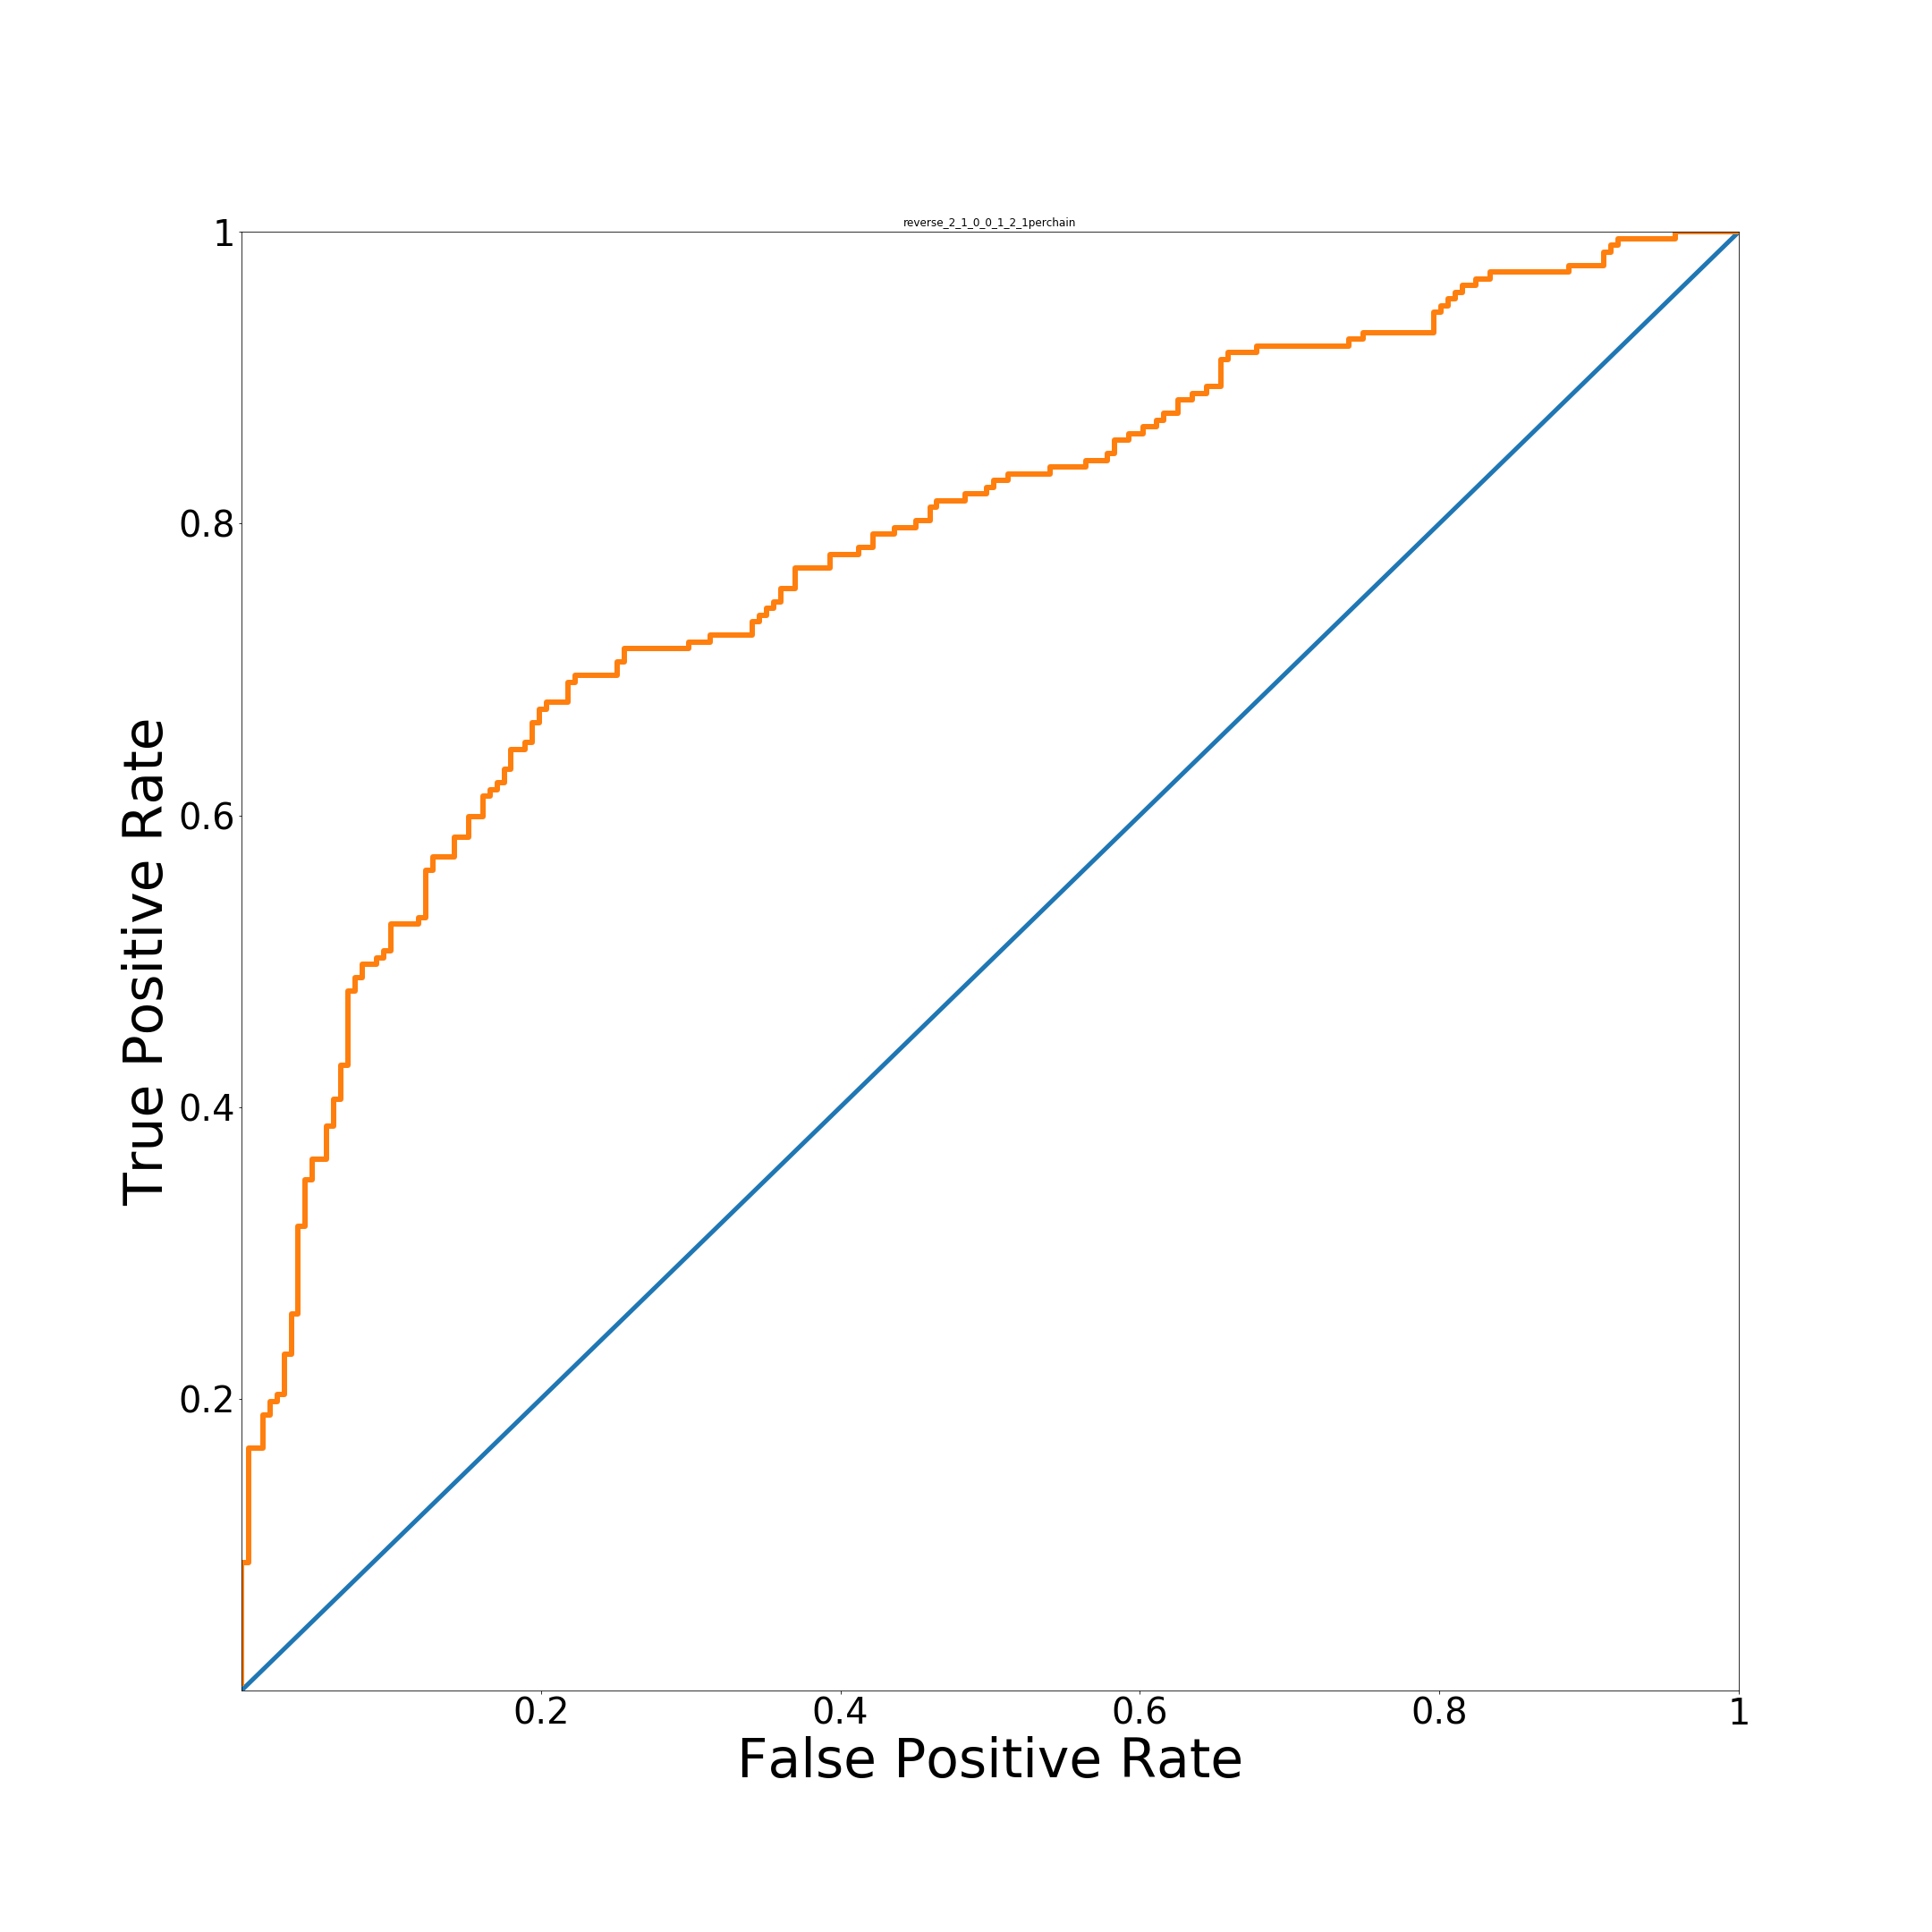 reverse_2_1_0_0_1_2_1perchain
1
0.8
0.6
0.4
0.2
True Positive Rate
0.2 0.4 0.6 0.8 1
False Positive Rate